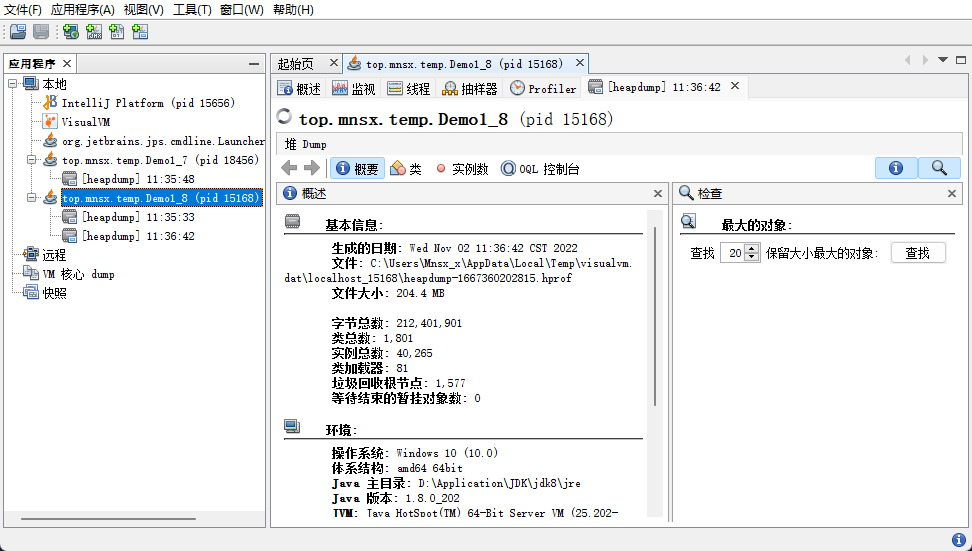 文件(F) 应用程序(A) 视图(V) 工具(T) 窗口(W) 帮助(H)
应用程序
本地
IntelliJ Platform (pid 15656)
VisualVM
org.jetbrains.jps.cmdline.Launcher
top.mnsx.temp.Demo1_7 (pid 18456)
[heapdump] 11:35:48
top.mnsx.temp.Demo1_8 (pid 15168)
[heapdump] 11:35:33
[heapdump] 11:36:42
远程
VM 核心 dump
快照
起始页 top.mnsx.temp.Demo1_8 (pid 15168)
概述 监视 线程 抽样器 Profiler [heapdump] 11:36:42
top.mnsx.temp.Demo1_8 (pid 15168)
堆 Dump
概要 类 实例数 OQL 控制台
概述
基本信息:
生成的日期: Wed Nov 02 11:36:42 CST 2022
文件: C:\Users\Mnsx_x\AppData\Local\Temp\visualvm.
dat\localhost_15168\heapdump-1667360202815.hprof
文件大小: 204.4 MB
字节总数: 212,401,901
类总数: 1,801
实例总数: 40,265
类加载器: 81
垃圾回收根节点: 1,577
等待结束的暂挂对象数: 0
环境:
操作系统: Windows 10 (10.0)
体系结构: amd64 64bit
Java 主目录: D:\Application\JDK\jdk8\jre
Java 版本: 1.8.0_202
JVM: Java HotSpot(TM) 64-Bit Server VM (25.202-
检查
最大的对象:
查找 20 保留大小最大的对象: 查找